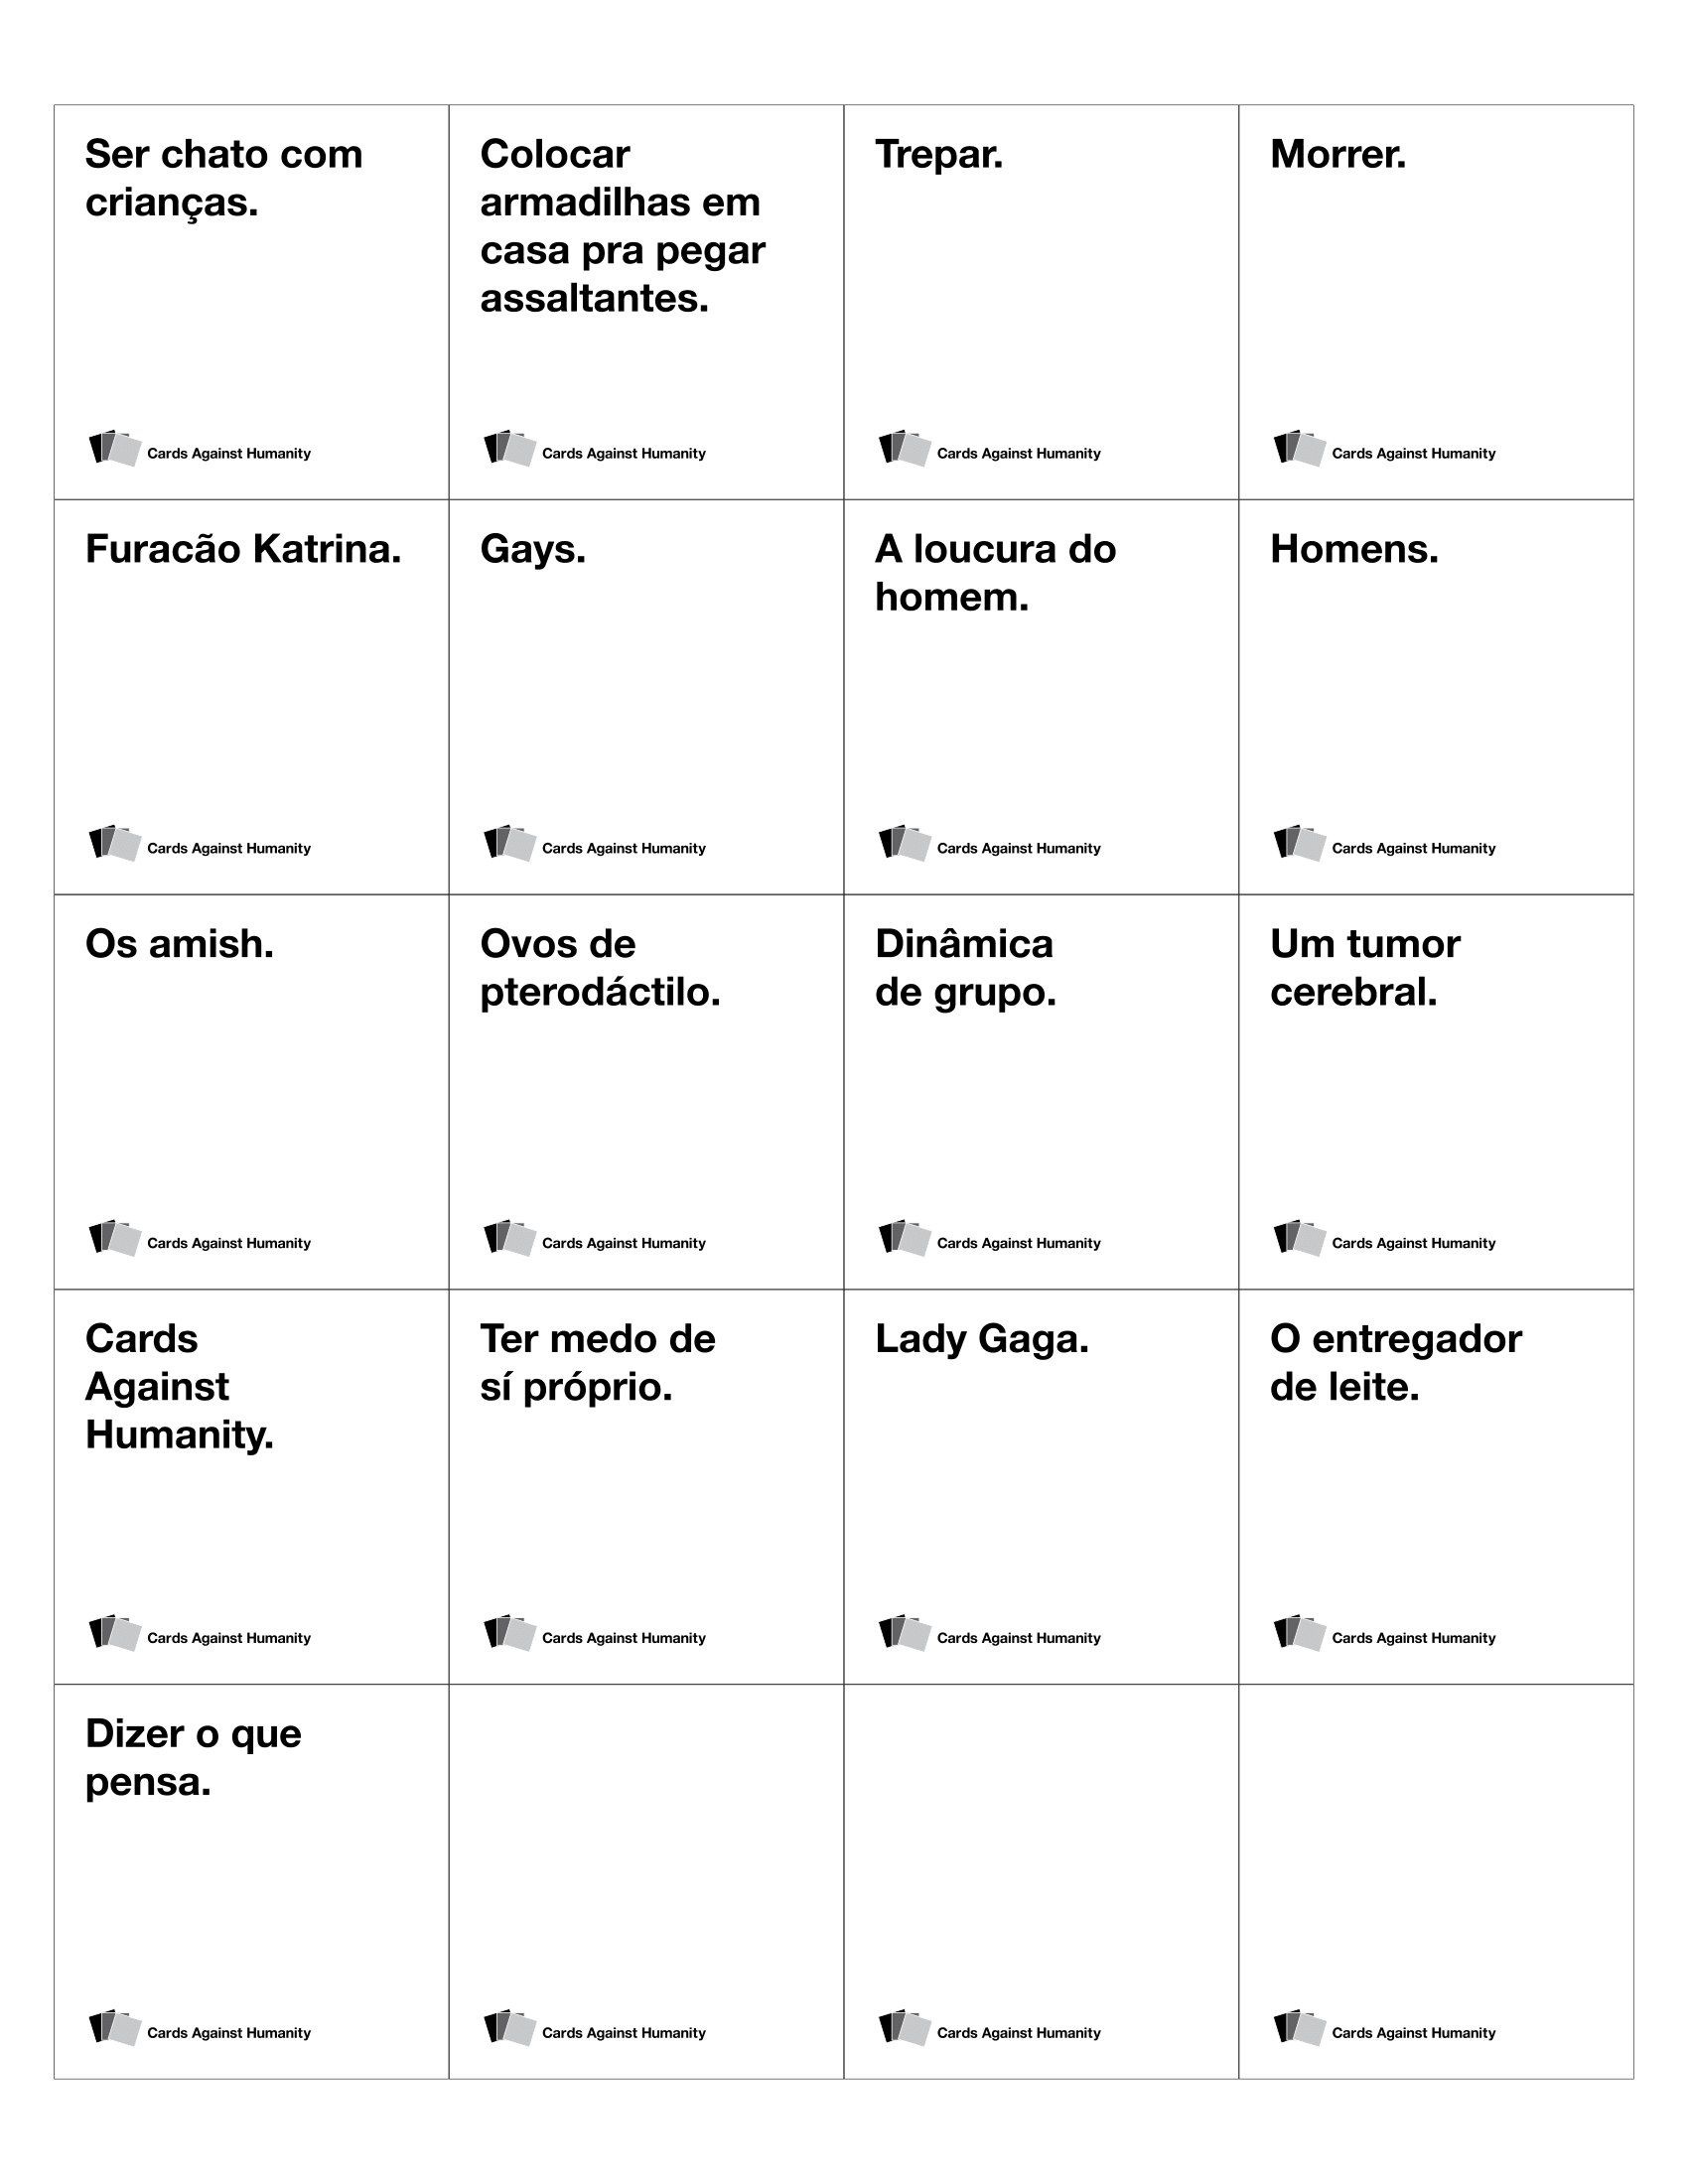 Ser chato com
crianças.
Cards Against Humanity
Colocar
armadilhas em
casa pra pegar
assaltantes.
Cards Against Humanity
Trepar.
Cards Against Humanity
Morrer.
Cards Against Humanity
Furacão Katrina.
Cards Against Humanity
Gays.
Cards Against Humanity
A loucura do
homem.
Cards Against Humanity
Homens.
Cards Against Humanity
Os amish.
Cards Against Humanity
Ovos de
pterodáctilo.
Cards Against Humanity
Dinâmica
de grupo.
Cards Against Humanity
Um tumor
cerebral.
Cards Against Humanity
Cards
Against
Humanity.
Cards Against Humanity
Ter medo de
sí próprio.
Cards Against Humanity
Lady Gaga.
Cards Against Humanity
O entregador
de leite.
Cards Against Humanity
Dizer o que
pensa.
Cards Against Humanity
Cards Against Humanity
Cards Against Humanity
Cards Against Humanity